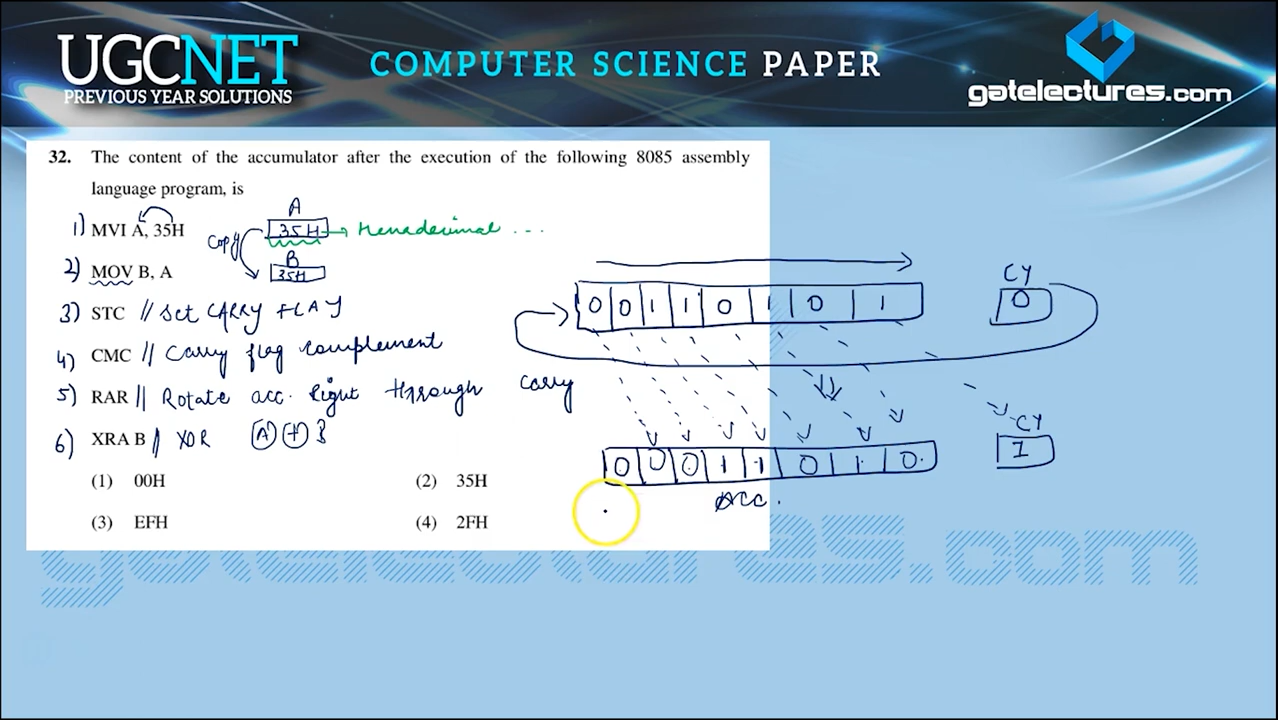 UGCNET
PREVIOUS YEAR SOLUTIONS
COMPUTER SCIENCE PAPER
gatelectures.com
32. The content of the accumulator after the execution of the following 8085 assembly
language program, is
1) MVI A, 35H
A
35H → Hexadecimal ...
copy
B
35H
2) MOV B, A
3) STC // Set CARRY FLAG
4) CMC // Carry flag complement
5) RAR // Rotate acc. Right through carry
6) XRA B // XOR A + B
(1) 00H (2) 35H
(3) EFH (4) 2FH
CY
0 0 1 1 0 1 0 1 0
CY
0 0 0 1 1 0 1 0 1
Acc.
gatelectures.com